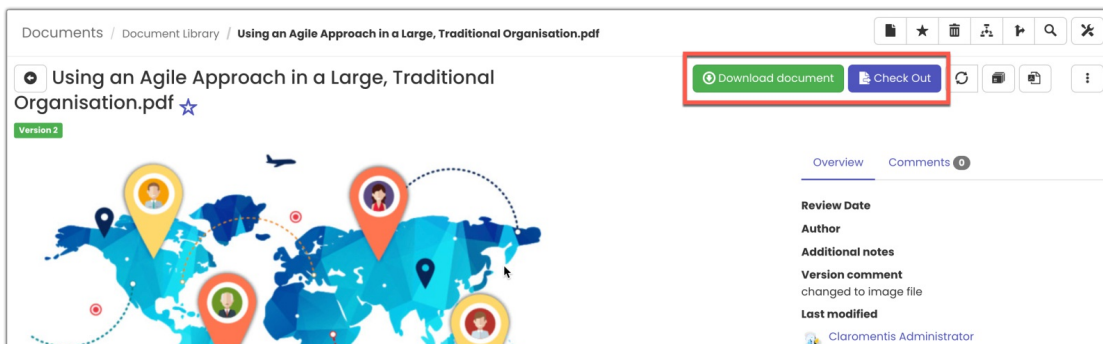 Documents / Document Library / Using an Agile Approach in a Large, Traditional Organisation.pdf
Using an Agile Approach in a Large, Traditional
Organisation.pdf
Download document
Check Out
Version 2
Overview Comments 0
Review Date
Author
Additional notes
Version comment
changed to image file
Last modified
Claromentis Administrator